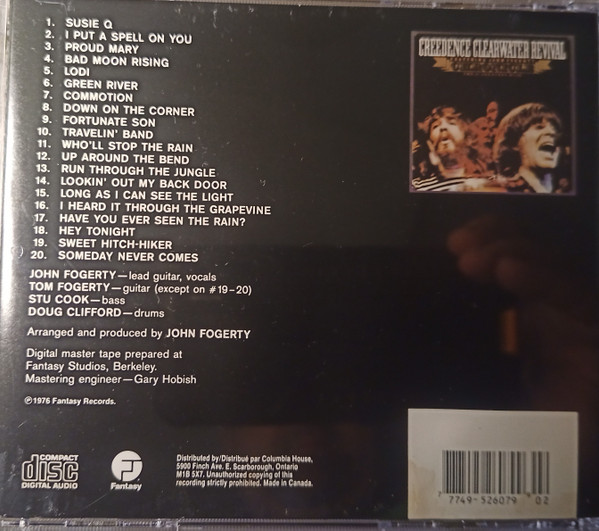 1. SUSIE Q
2. I PUT A SPELL ON YOU
3. PROUD MARY
4. BAD MOON RISING
5. LODI
6. GREEN RIVER
7. COMMOTION
8. DOWN ON THE CORNER
9. FORTUNATE SON
10. TRAVELIN' BAND
11. WHO'LL STOP THE RAIN
12. UP AROUND THE BEND
13. RUN THROUGH THE JUNGLE
14. LOOKIN' OUT MY BACK DOOR
15. LONG AS I CAN SEE THE LIGHT
16. I HEARD IT THROUGH THE GRAPEVINE
17. HAVE YOU EVER SEEN THE RAIN?
18. HEY TONIGHT
19. SWEET HITCH-HIKER
20. SOMEDAY NEVER COMES
JOHN FOGERTY—lead guitar, vocals
TOM FOGERTY—guitar (except on #19–20)
STU COOK—bass
DOUG CLIFFORD—drums
Arranged and produced by JOHN FOGERTY
Digital master tape prepared at
Fantasy Studios, Berkeley.
Mastering engineer—Gary Hobish
℗1976 Fantasy Records.
CREEDENCE CLEARWATER REVIVAL
COMPACT
disc
DIGITAL AUDIO
Fantasy
Distributed by/Distribué par Columbia House,
5900 Finch Ave. E. Scarborough, Ontario
M1B 5X7. Unauthorized copying of this
recording strictly prohibited. Made in Canada.
7 7749-526079 02